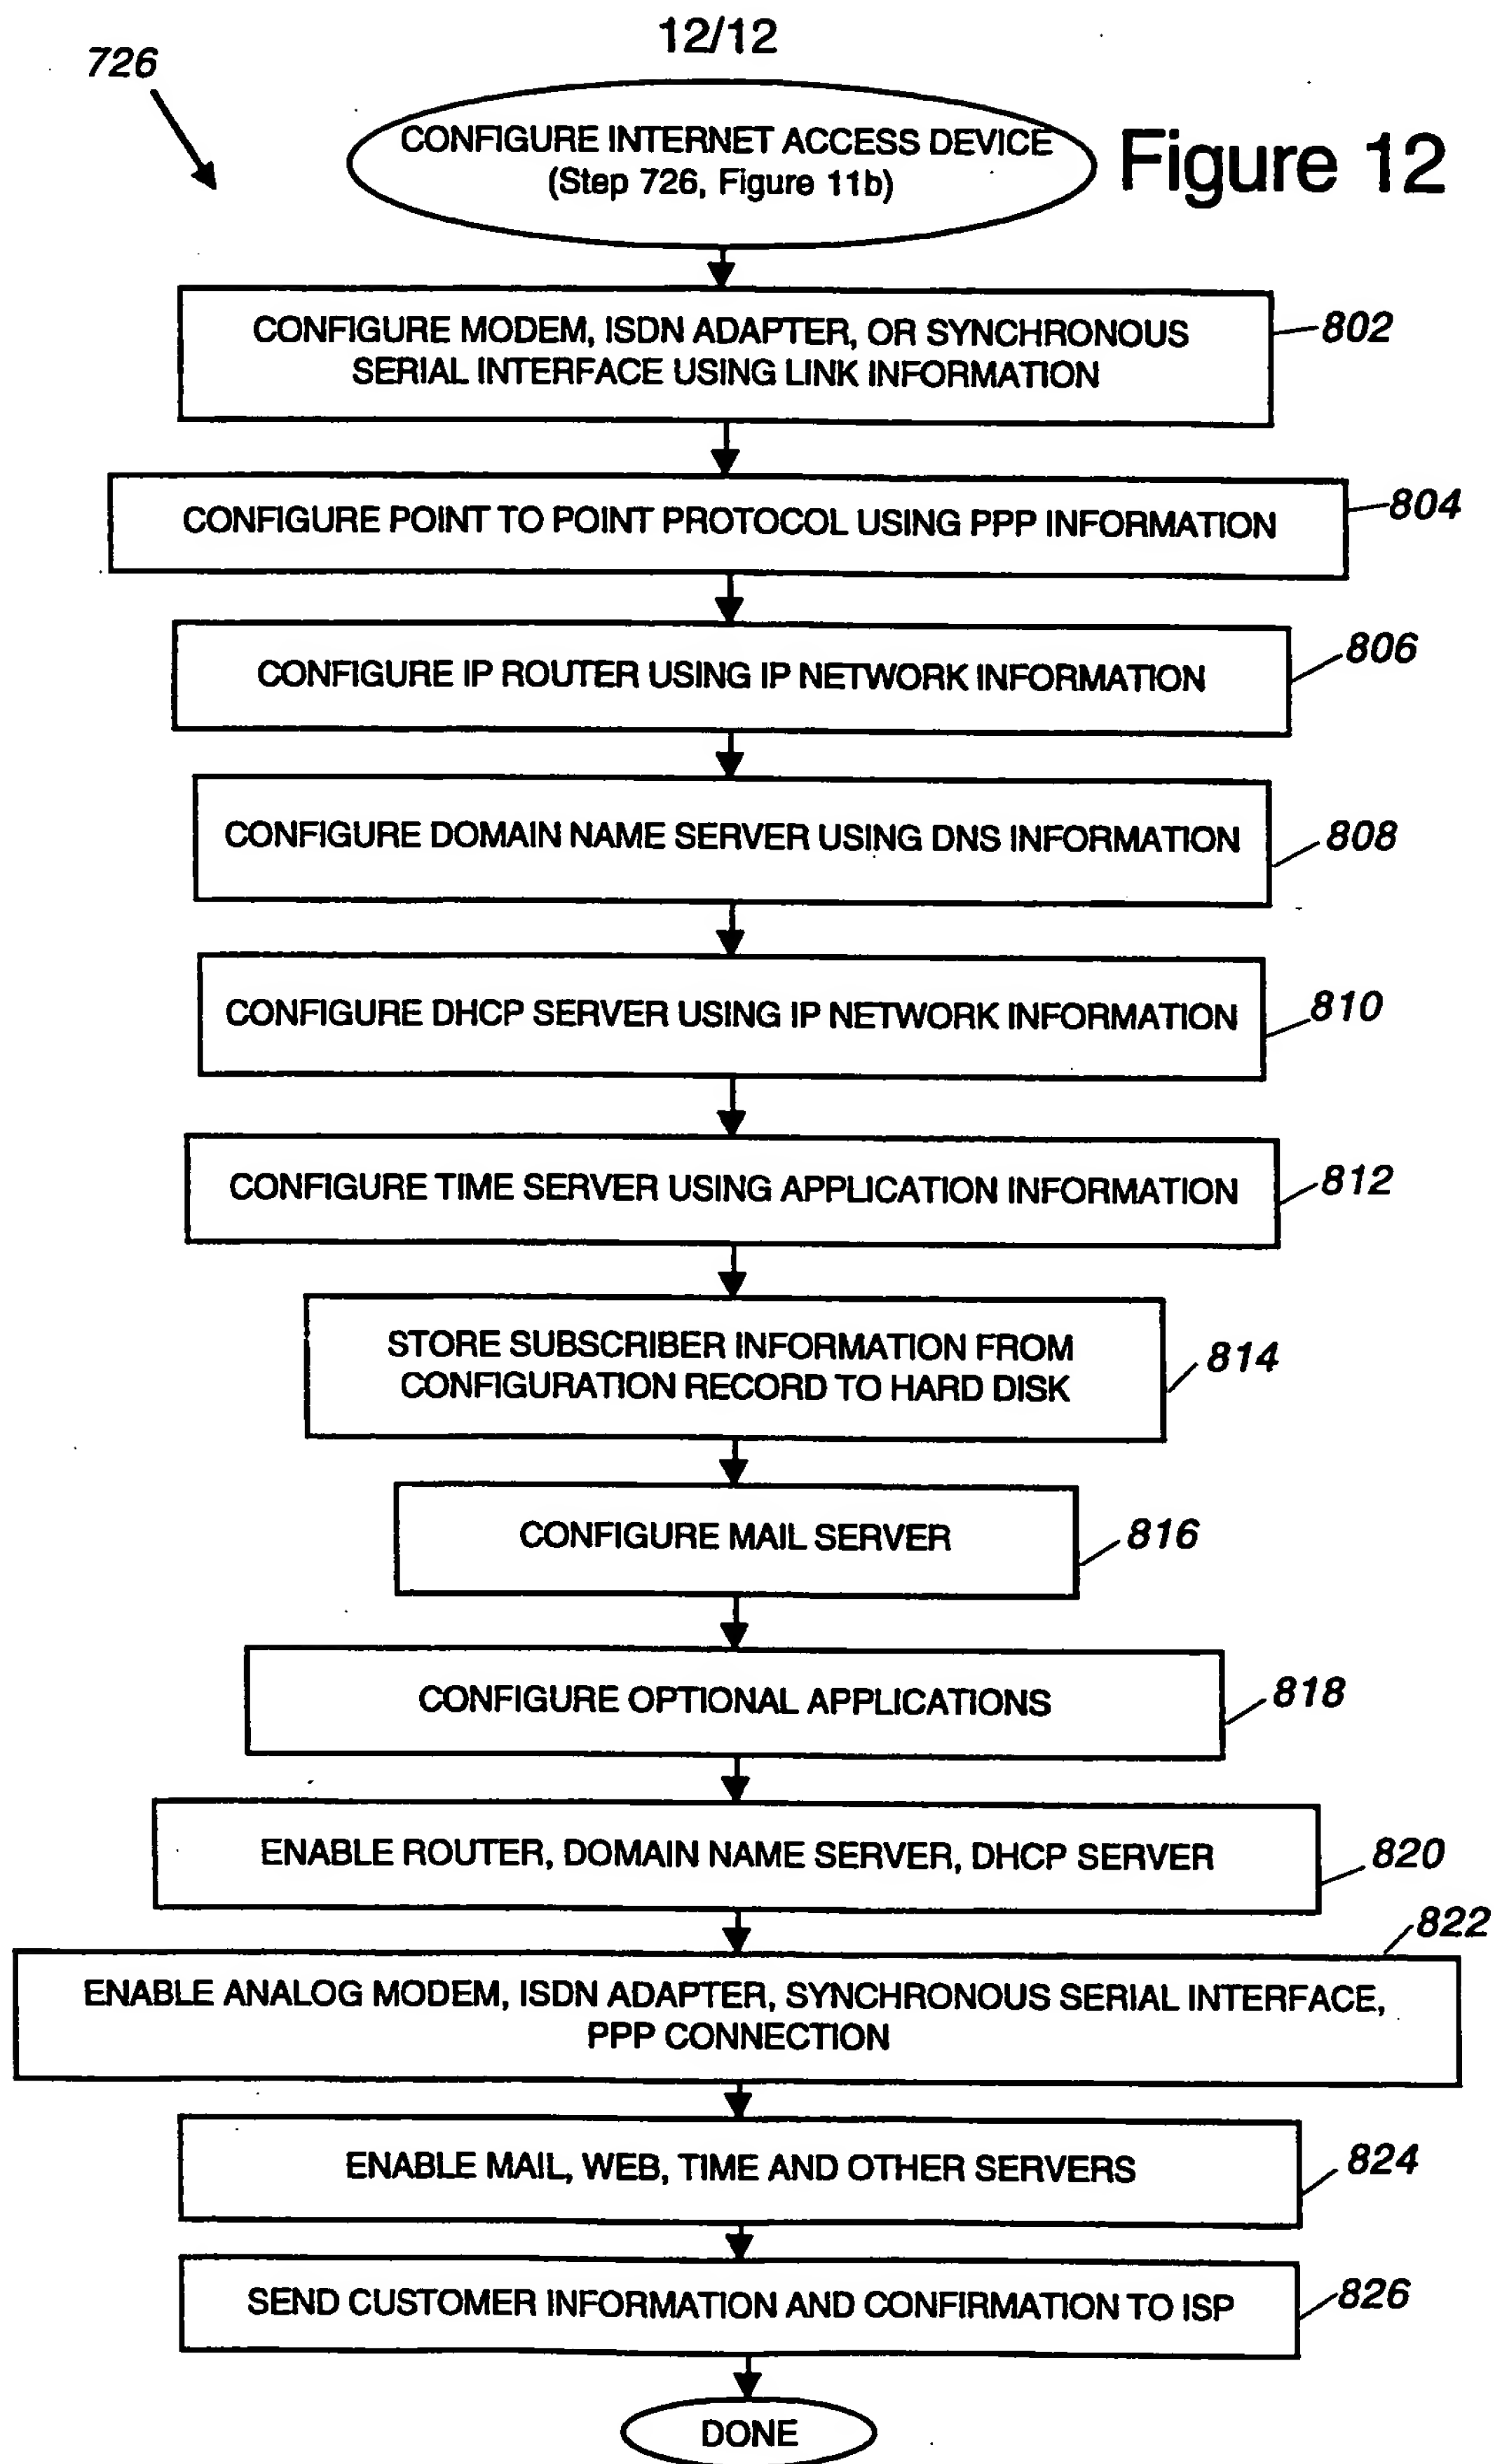 12/12
726
CONFIGURE INTERNET ACCESS DEVICE
(Step 726, Figure 11b)
Figure 12
CONFIGURE MODEM, ISDN ADAPTER, OR SYNCHRONOUS
SERIAL INTERFACE USING LINK INFORMATION
802
CONFIGURE POINT TO POINT PROTOCOL USING PPP INFORMATION
804
CONFIGURE IP ROUTER USING IP NETWORK INFORMATION
806
CONFIGURE DOMAIN NAME SERVER USING DNS INFORMATION
808
CONFIGURE DHCP SERVER USING IP NETWORK INFORMATION
810
CONFIGURE TIME SERVER USING APPLICATION INFORMATION
812
STORE SUBSCRIBER INFORMATION FROM
CONFIGURATION RECORD TO HARD DISK
814
CONFIGURE MAIL SERVER
816
CONFIGURE OPTIONAL APPLICATIONS
818
ENABLE ROUTER, DOMAIN NAME SERVER, DHCP SERVER
820
822
ENABLE ANALOG MODEM, ISDN ADAPTER, SYNCHRONOUS SERIAL INTERFACE,
PPP CONNECTION
ENABLE MAIL, WEB, TIME AND OTHER SERVERS
824
SEND CUSTOMER INFORMATION AND CONFIRMATION TO ISP
826
DONE